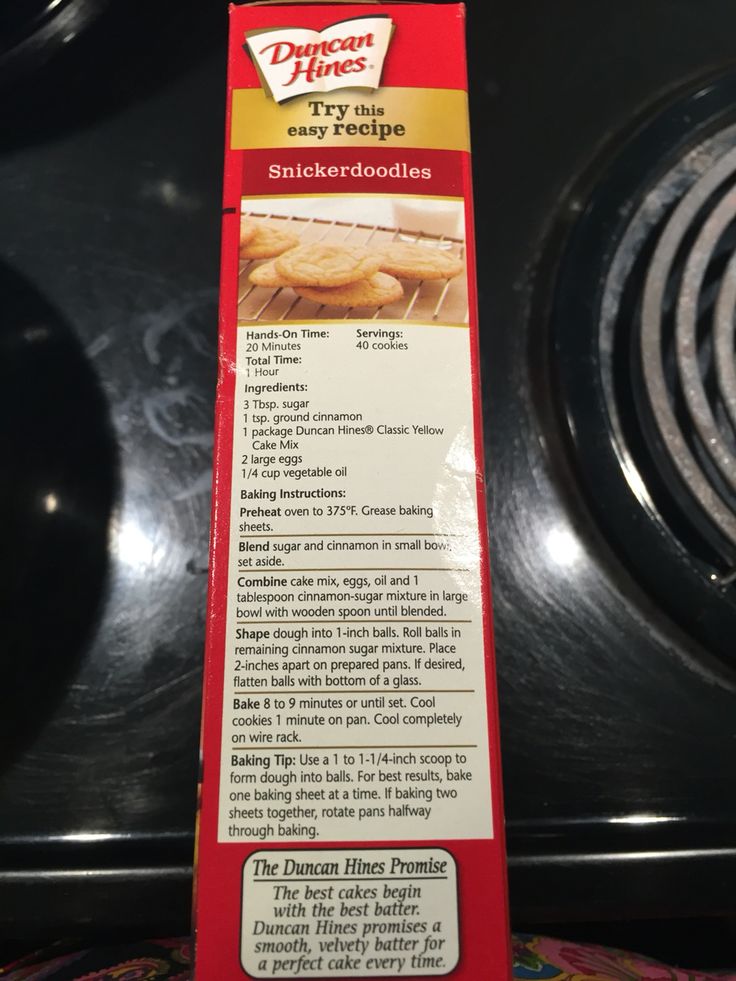 Duncan
Hines®
Try this
easy recipe
Snickerdoodles
Hands-On Time:
20 Minutes
Servings:
40 cookies
Total Time:
1 Hour
Ingredients:
3 Tbsp. sugar
1 tsp. ground cinnamon
1 package Duncan Hines® Classic Yellow
Cake Mix
2 large eggs
1/4 cup vegetable oil
Baking Instructions:
Preheat oven to 375°F. Grease baking
sheets.
Blend sugar and cinnamon in small bowl;
set aside.
Combine cake mix, eggs, oil and 1
tablespoon cinnamon-sugar mixture in large
bowl with wooden spoon until blended.
Shape dough into 1-inch balls. Roll balls in
remaining cinnamon sugar mixture. Place
2-inches apart on prepared pans. If desired,
flatten balls with bottom of a glass.
Bake 8 to 9 minutes or until set. Cool
cookies 1 minute on pan. Cool completely
on wire rack.
Baking Tip: Use a 1 to 1-1/4-inch scoop to
form dough into balls. For best results, bake
one baking sheet at a time. If baking two
sheets together, rotate pans halfway
through baking.
The Duncan Hines Promise
The best cakes begin
with the best batter.
Duncan Hines promises a
smooth, velvety batter for
a perfect cake every time.